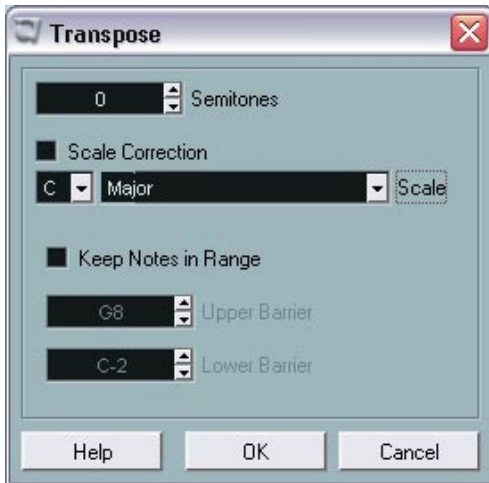 Transpose
0 Semitones
Scale Correction
C Major Scale
Keep Notes in Range
G8 Upper Barrier
C-2 Lower Barrier
Help OK Cancel